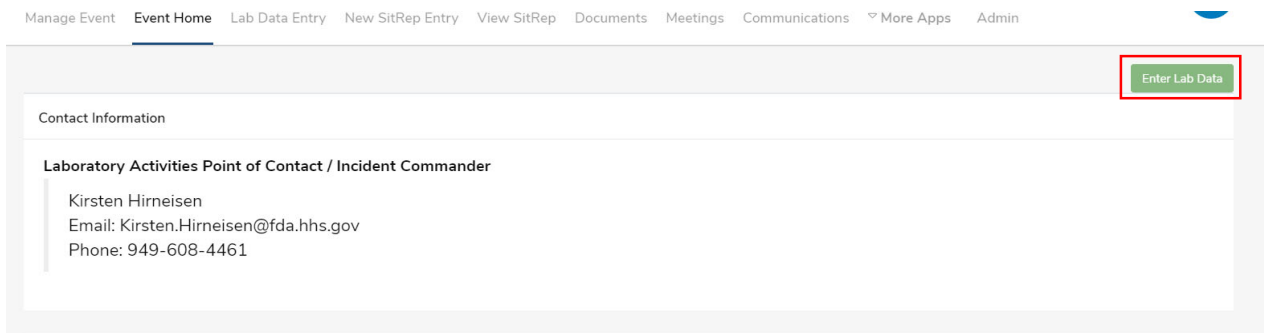 Manage Event Event Home Lab Data Entry New SitRep Entry View SitRep Documents Meetings Communications ▽ More Apps Admin
Enter Lab Data
Contact Information
Laboratory Activities Point of Contact / Incident Commander
Kirsten Hirneisen
Email: Kirsten.Hirneisen@fda.hhs.gov
Phone: 949-608-4461